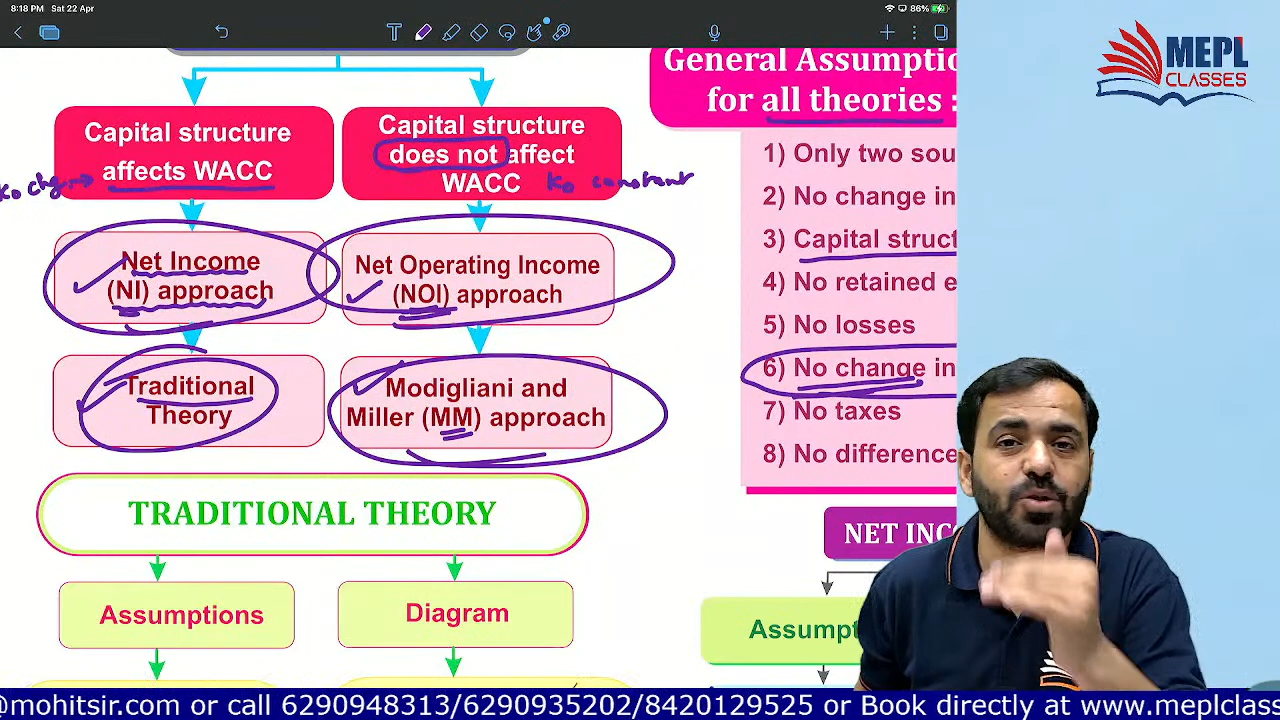 8:18 PM Sat 22 Apr
86%
T
MEPL
CLASSES
Capital structure
affects WACC
Capital structure
does not affect
WACC
Ko constant
Net Income
(NI) approach
Net Operating Income
(NOI) approach
Traditional
Theory
Modigliani and
Miller (MM) approach
TRADITIONAL THEORY
Assumptions
Diagram
General Assumptio
for all theories :
1) Only two sou
2) No change in
3) Capital struct
4) No retained e
5) No losses
6) No change in
7) No taxes
8) No difference
NET INCO
Assumpt
@mohitsir.com or call 6290948313/6290935202/8420129525 or Book directly at www.meplclass